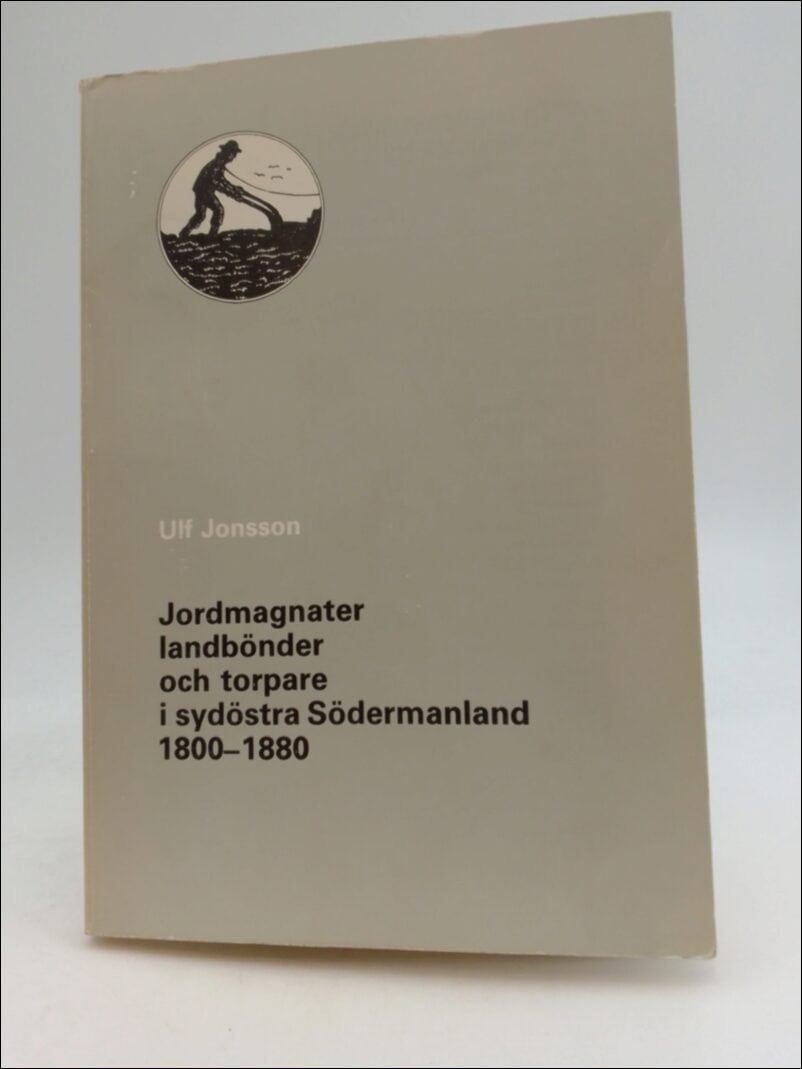 Ulf Jonsson
Jordmagnater
landbönder
och torpare
i sydöstra Södermanland
1800–1880